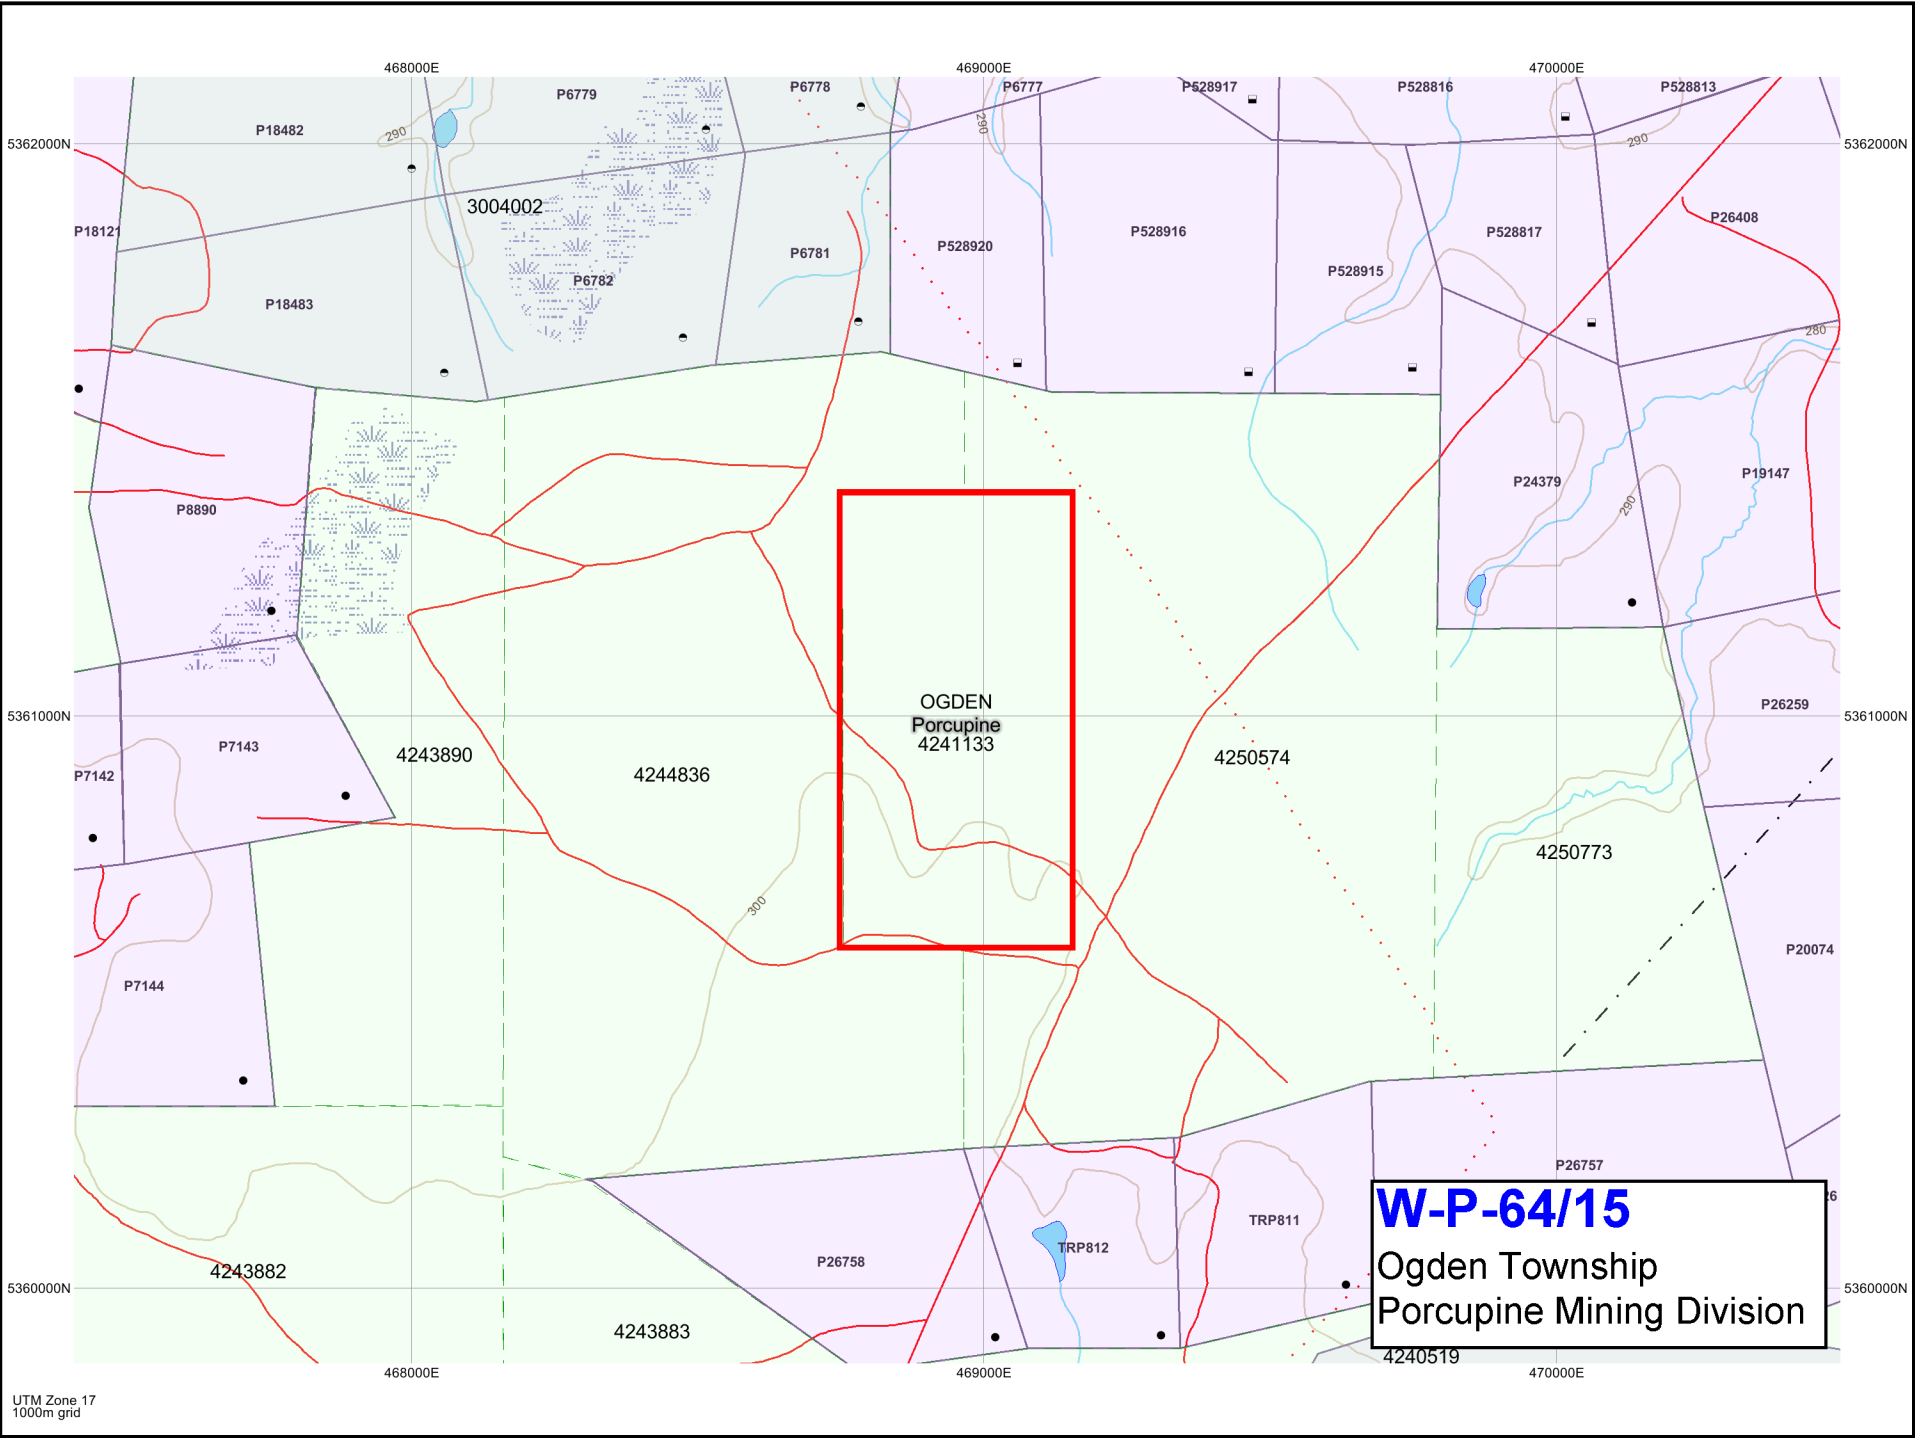 468000E
469000E
470000E
P6779
P6778
P6777
P528917
P528816
P528813
P18482
290
290
290
5362000N
5362000N
3004002
P18121
P6781
P528920
P528916
P528817
P26408
P6782
P528915
P18483
280
P24379
P19147
P8890
290
OGDEN
Porcupine
4241133
P26259
5361000N
5361000N
P7143
4243890
4244836
4250574
P7142
4250773
300
P20074
P7144
P26757
W-P-64/15
26
Ogden Township
Porcupine Mining Division
TRP811
TRP812
P26758
4243882
5360000N
5360000N
4243883
4240519
468000E
469000E
470000E
UTM Zone 17
1000m grid